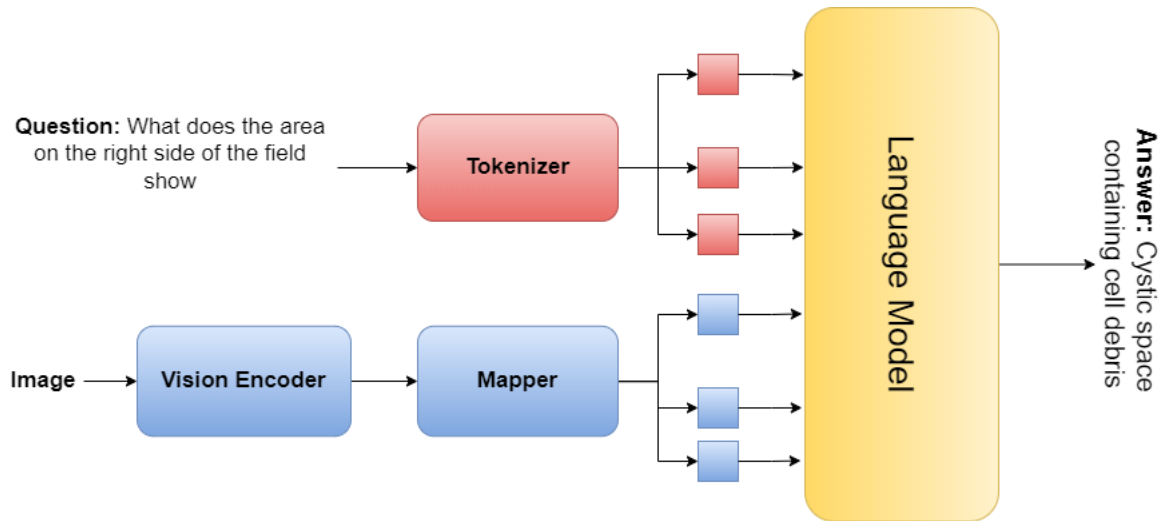 Question: What does the area
on the right side of the field
show
Tokenizer
Image
Vision Encoder
Mapper
Language Model
Answer: Cystic space
containing cell debris